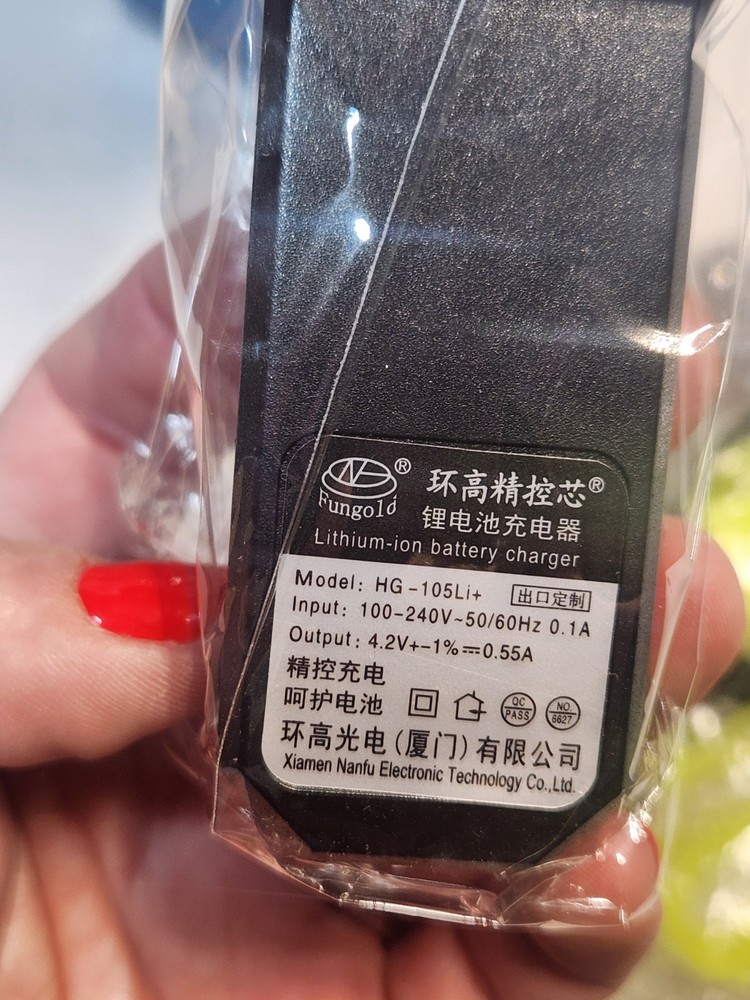 NF ®
Fungold
环高精控芯®
锂电池充电器
Lithium-ion battery charger
Model: HG-105Li+ 出口定制
Input: 100-240V~50/60Hz 0.1A
Output: 4.2V+-1%⎓0.55A
精控充电
呵护电池
QC PASS
NO. 6627
环高光电(厦门)有限公司
Xiamen Nanfu Electronic Technology Co.,Ltd.